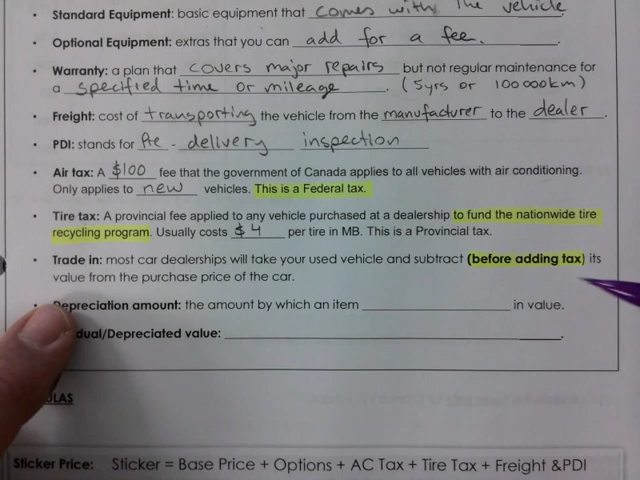 • Standard Equipment: basic equipment that comes with the vehicle
• Optional Equipment: extras that you can add for a fee.
• Warranty: a plan that covers major repairs but not regular maintenance for
a specified time or mileage. (5yrs or 100 000km)
• Freight: cost of transporting the vehicle from the manufacturer to the dealer.
• PDI: stands for Pre-delivery inspection
• Air tax: A $100 fee that the government of Canada applies to all vehicles with air conditioning.
Only applies to new vehicles. This is a Federal tax.
• Tire tax: A provincial fee applied to any vehicle purchased at a dealership to fund the nationwide tire
recycling program. Usually costs $4 per tire in MB. This is a Provincial tax.
• Trade in: most car dealerships will take your used vehicle and subtract (before adding tax) its
value from the purchase price of the car.
• Depreciation amount: the amount by which an item ____ in value.
dual/Depreciated value: ____.
ULAS
Sticker Price: Sticker = Base Price + Options + AC Tax + Tire Tax + Freight &PDI